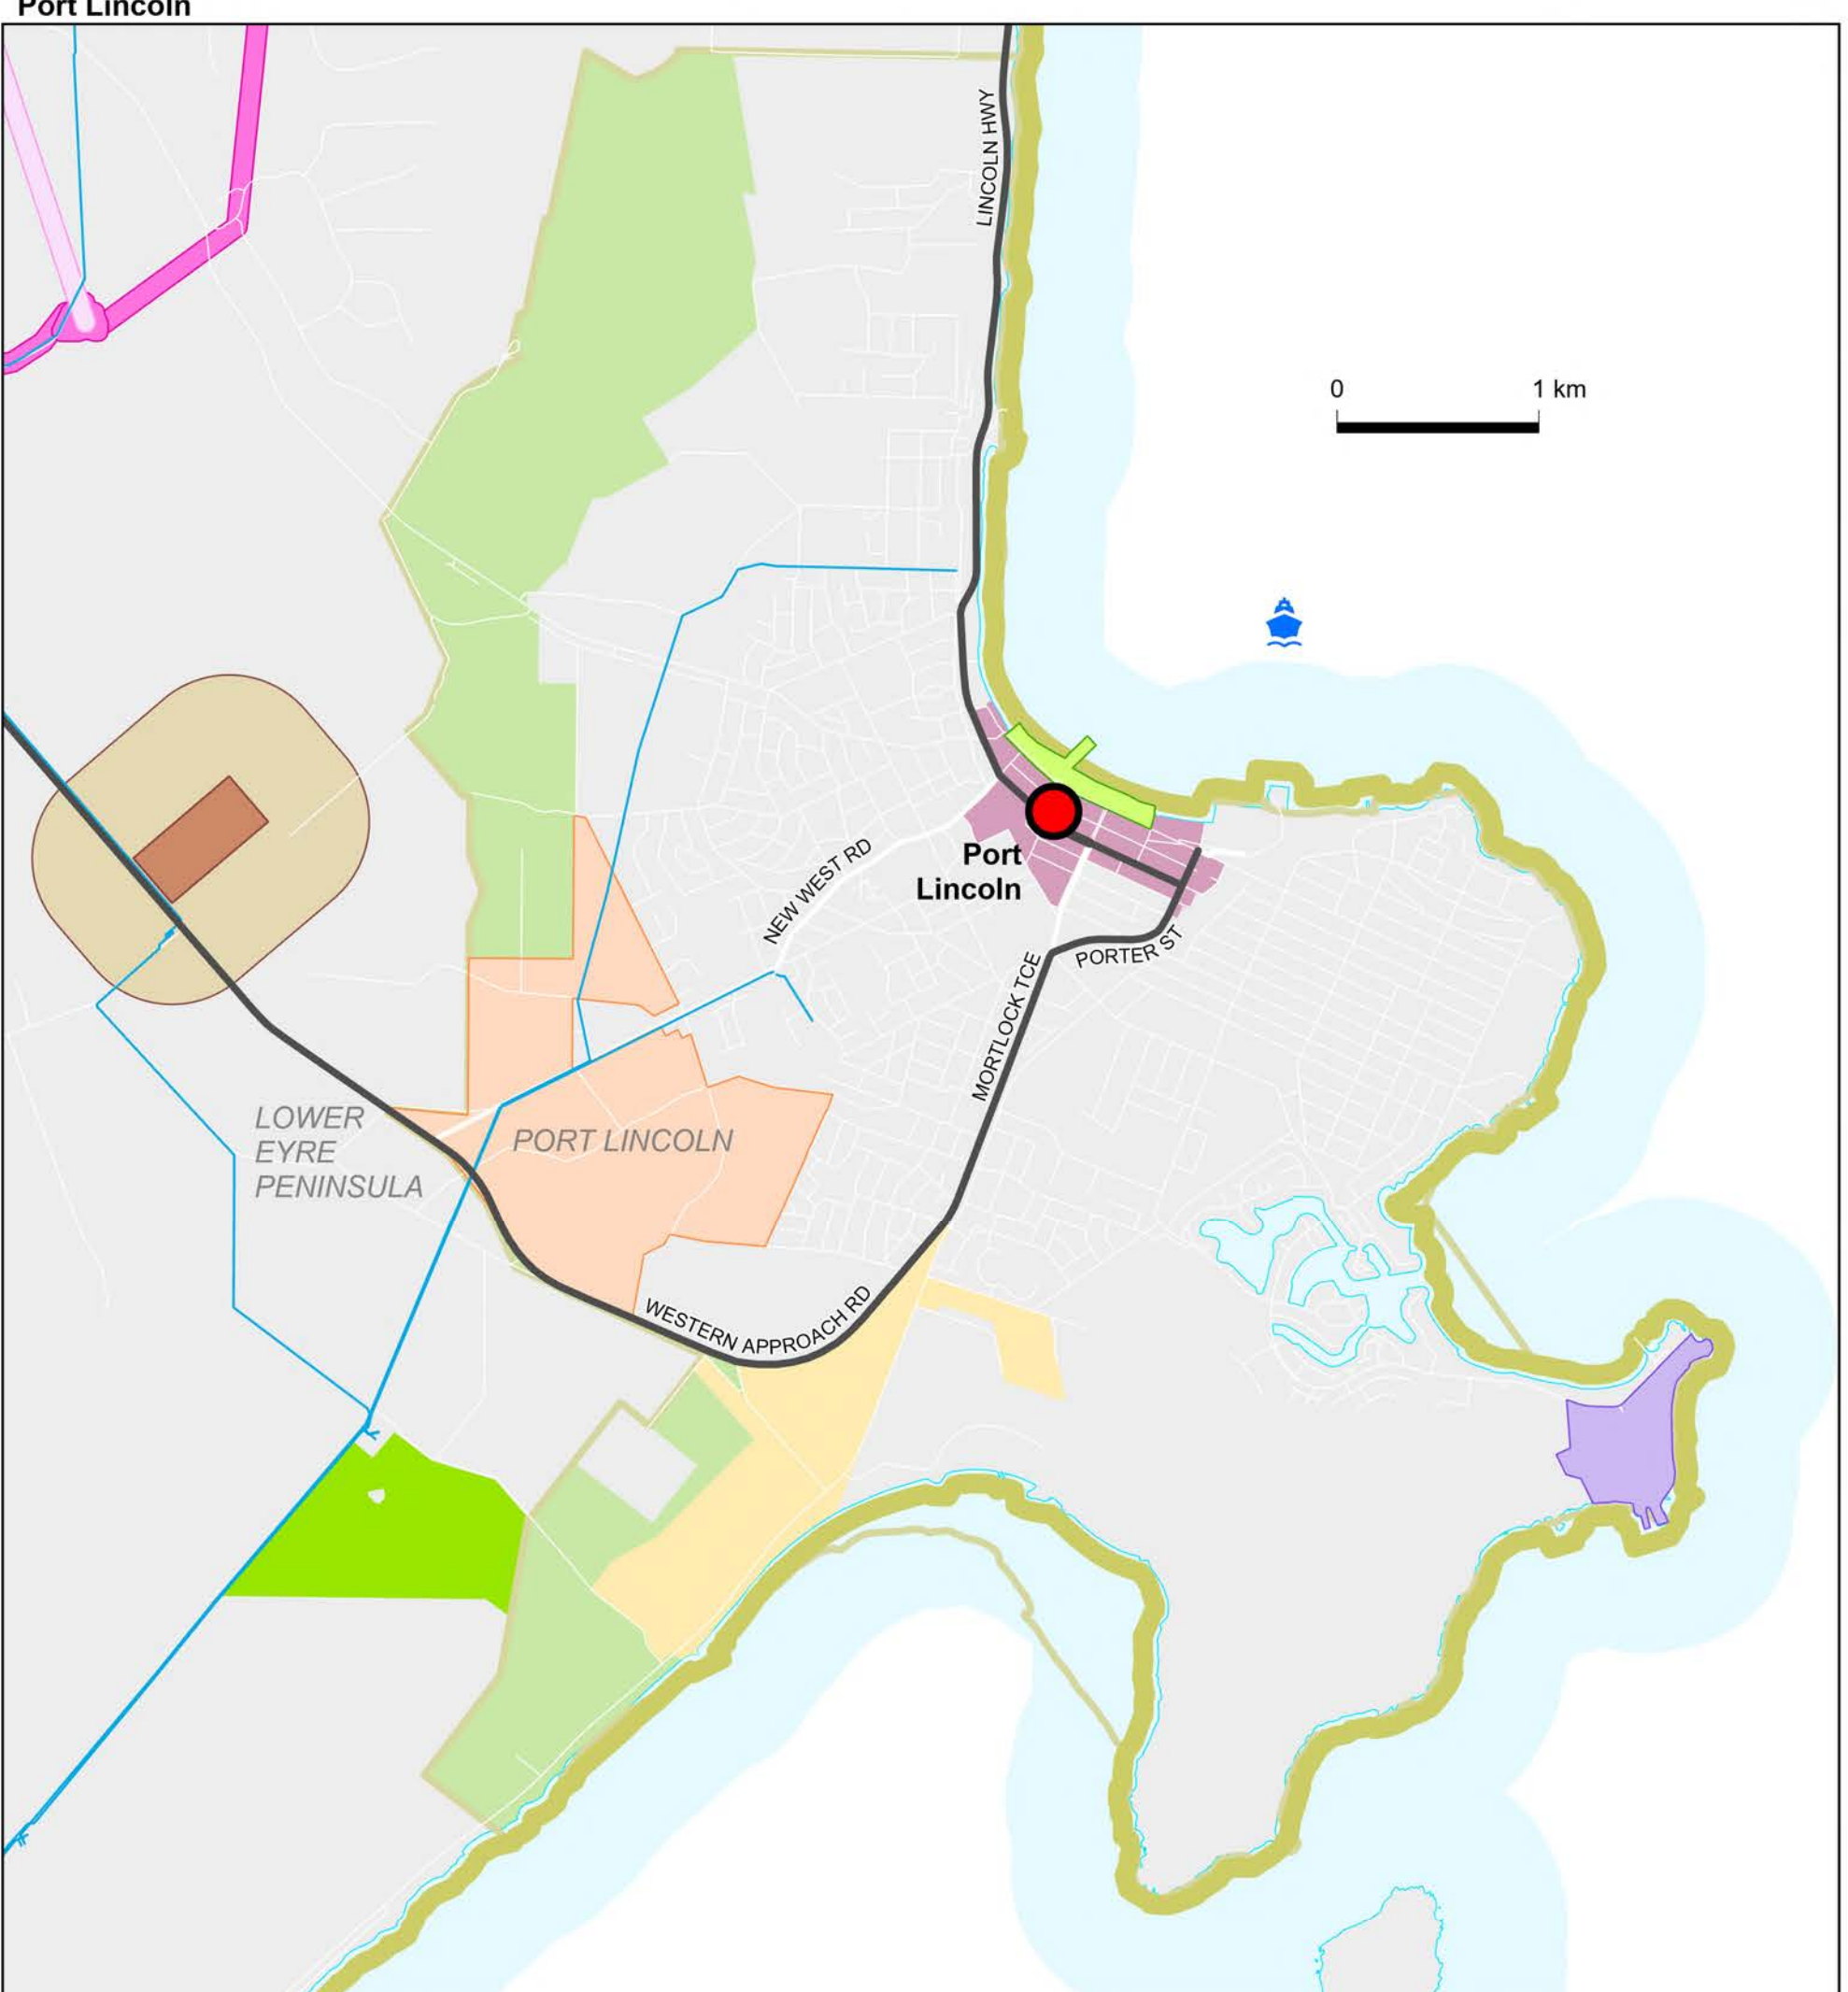 Port Lincoln
LINCOLN HWY
0 1 km
NEW WEST RD
Port
Lincoln
PORTER ST
MORTLOCK TCE
LOWER
EYRE
PENINSULA
PORT LINCOLN
WESTERN APPROACH RD